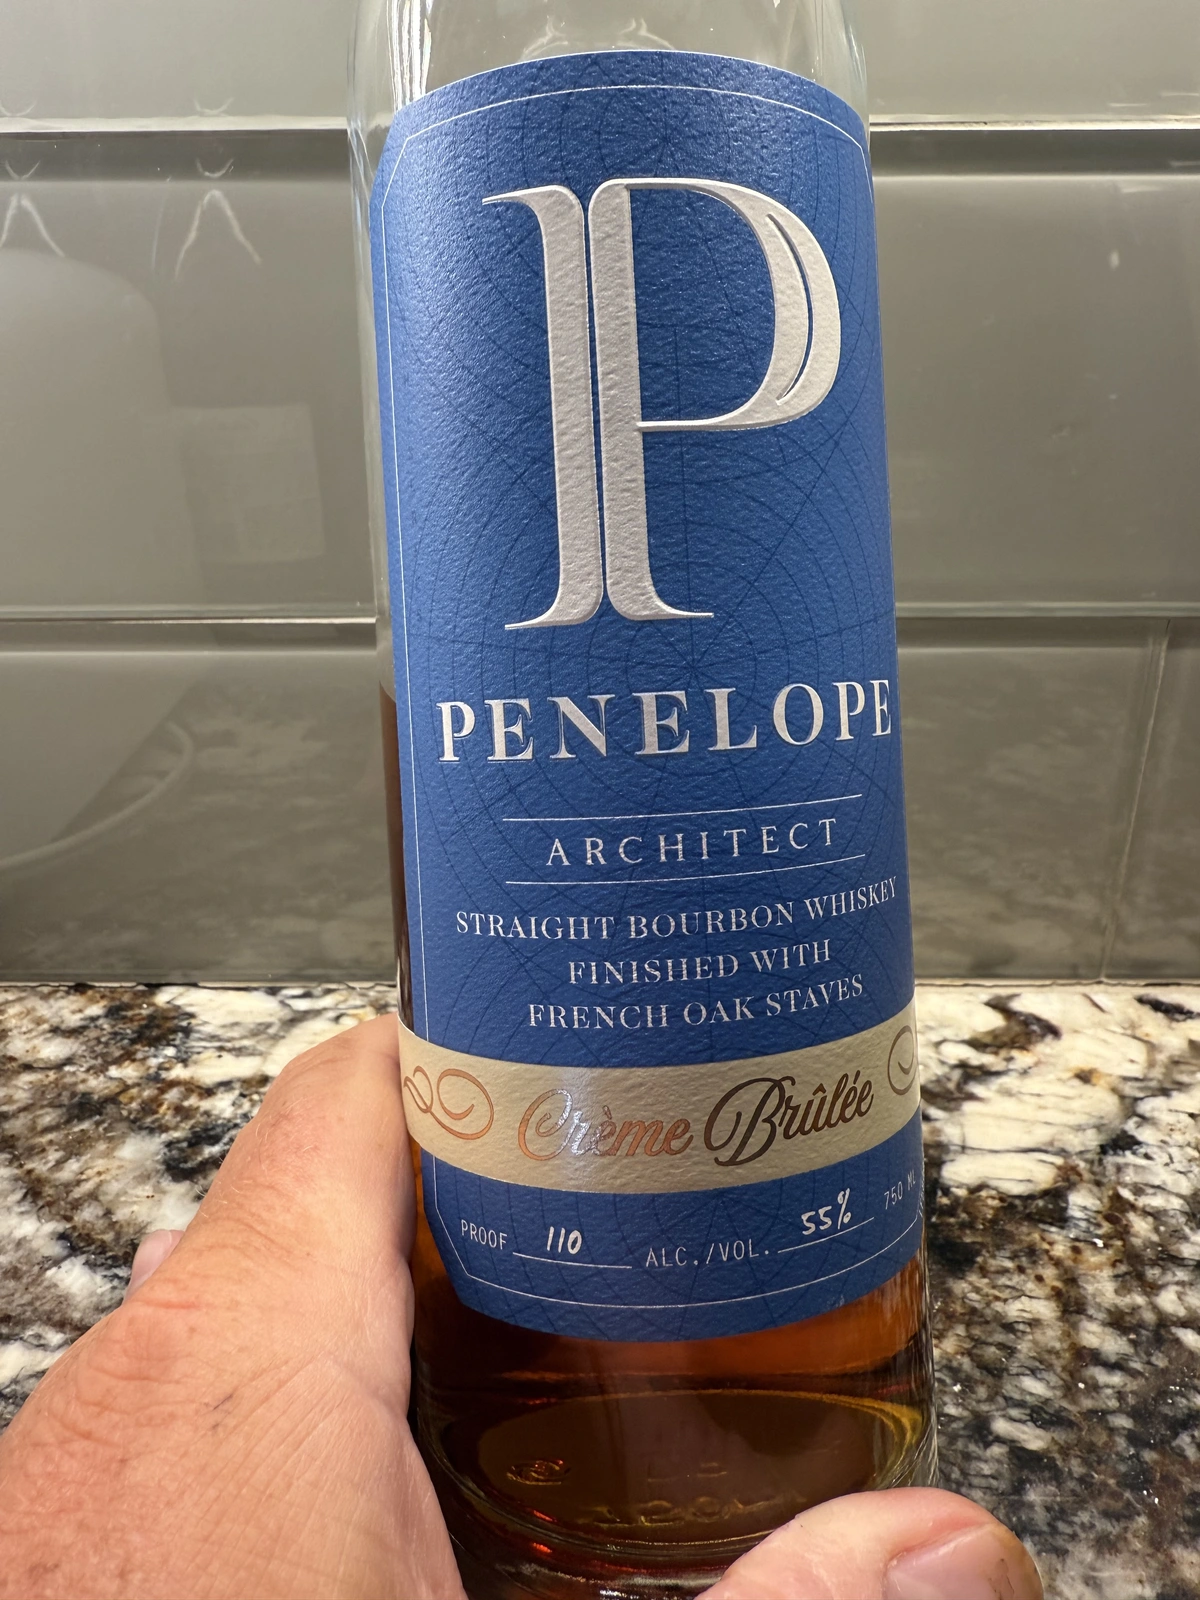 P
PENELOPE
ARCHITECT
STRAIGHT BOURBON WHISKEY
FINISHED WITH
FRENCH OAK STAVES
Crème Brûlée
PROOF 110 ALC./VOL. 55% 750 ML